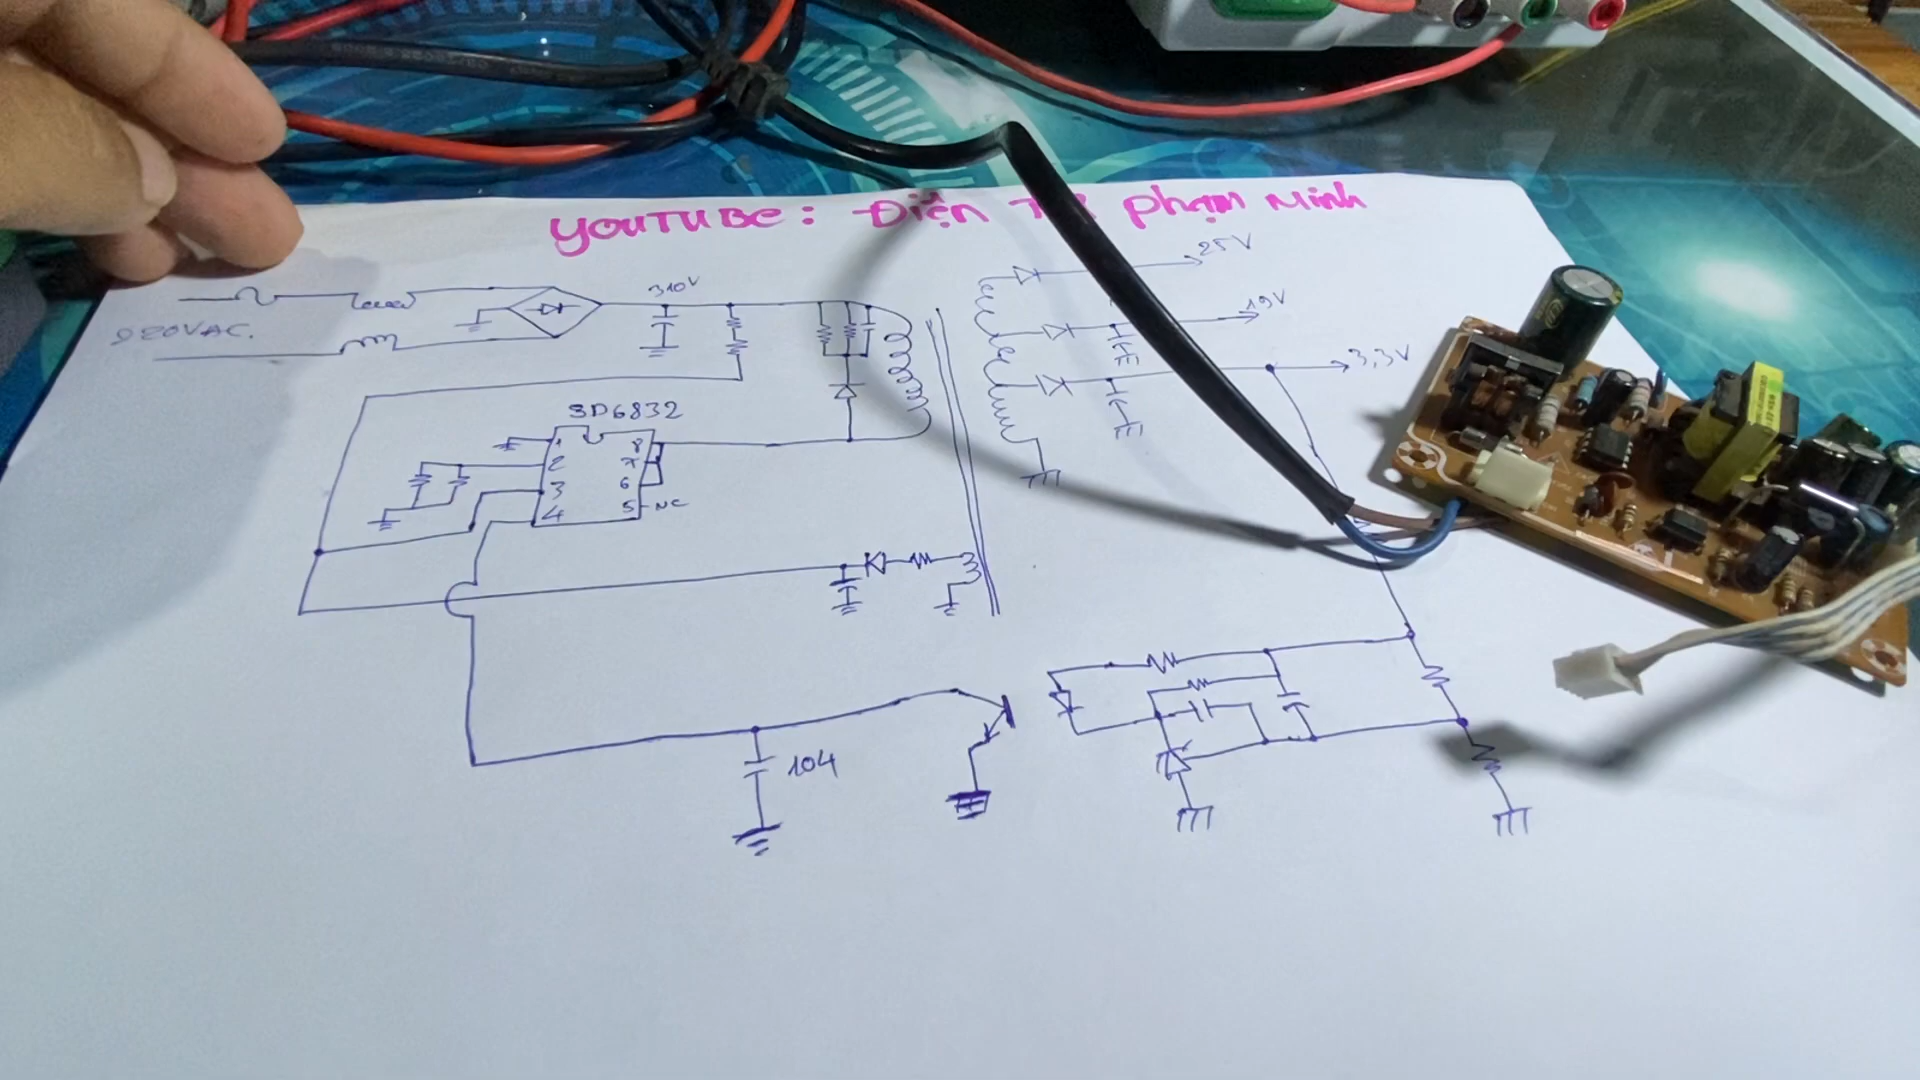 YOUTUBE: Điện Phạm Minh
25V
310V
19V
220VAC.
3,3V
SD6832
1 8
2 7
3 6
4 5 NC
104